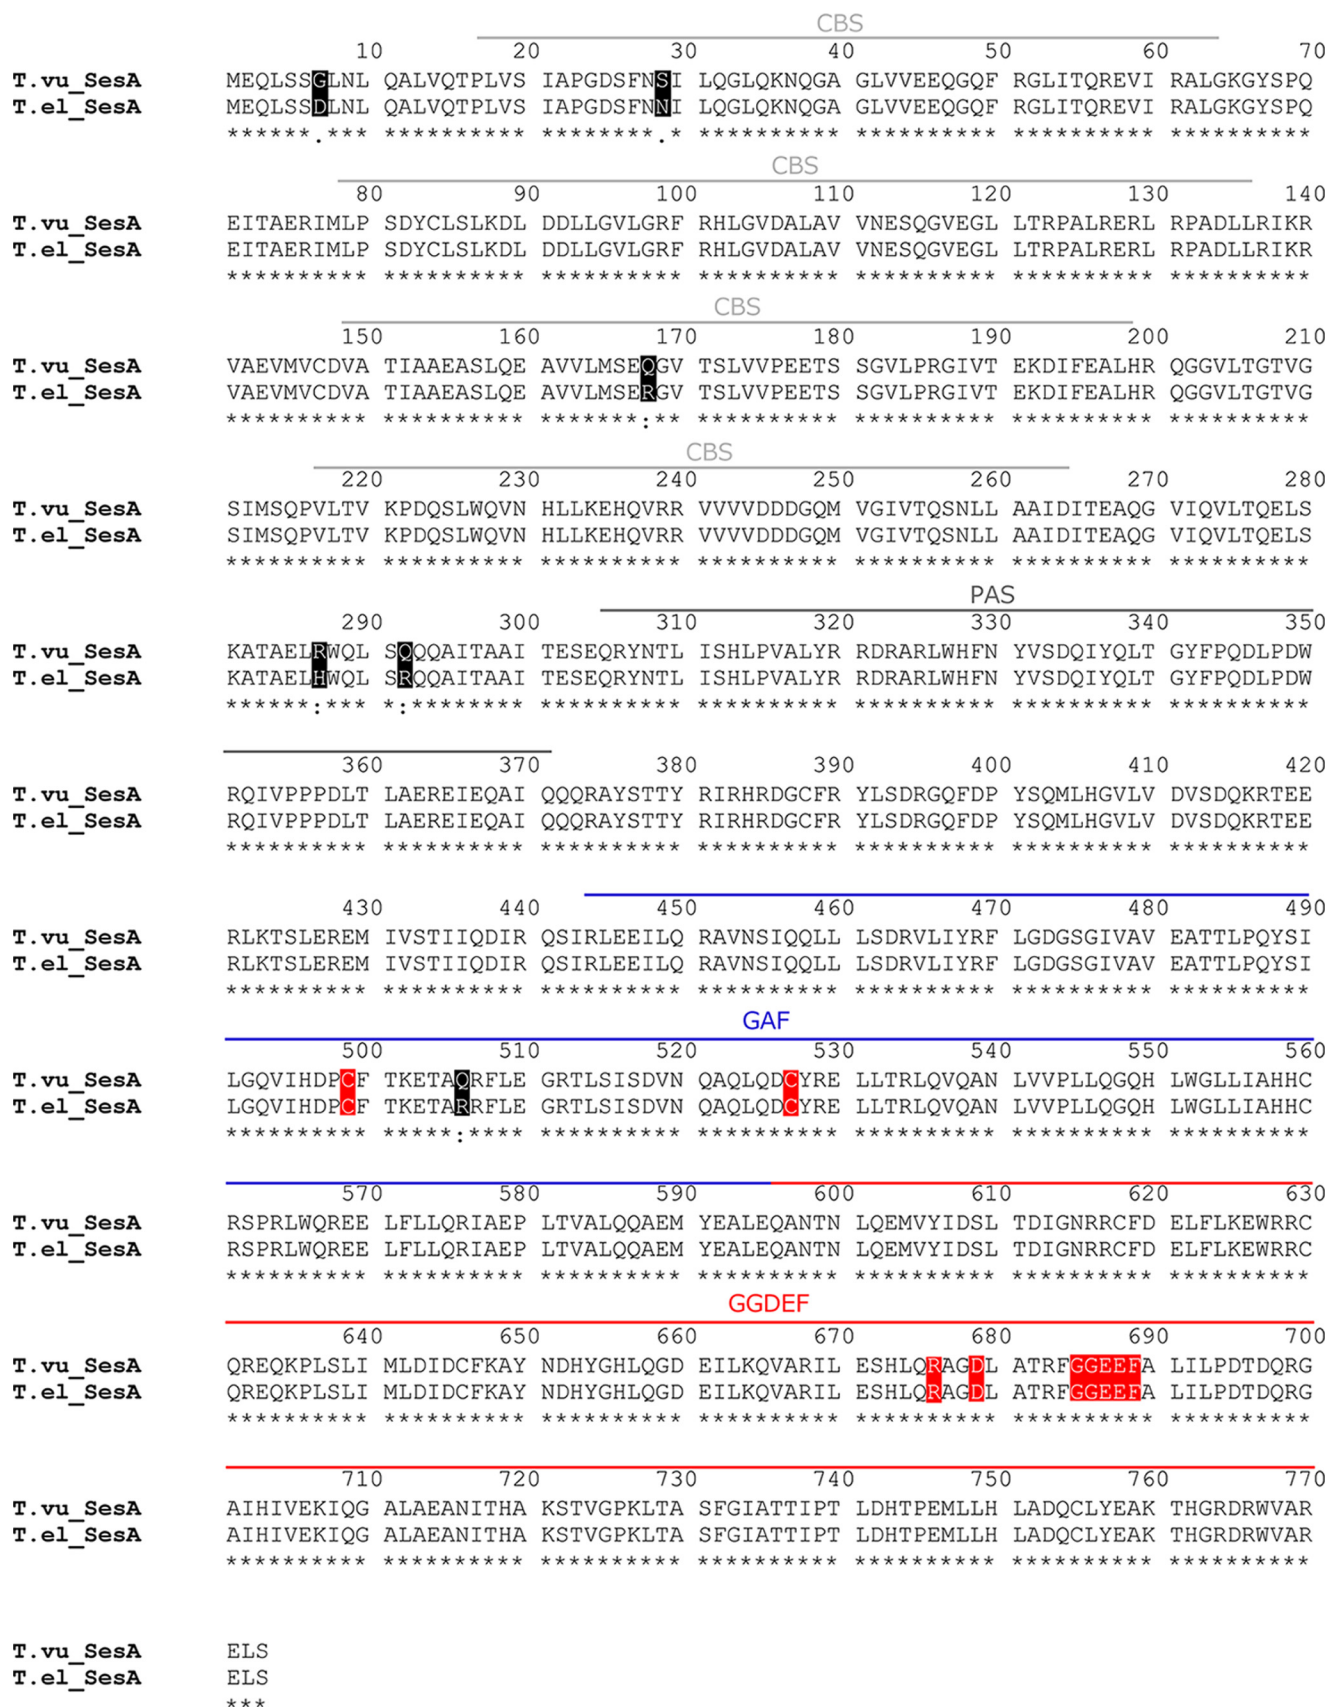 CBS
10 20 30 40 50 60 70
T.vu_SesA MEQLSSGLNL QALVQTPLVS IAPGDSFNSI LQGLQKNQGA GLVVEEQGQF RGLITQREVI RALGKGYSPQ
T.el_SesA MEQLSSDLNL QALVQTPLVS IAPGDSFNNI LQGLQKNQGA GLVVEEQGQF RGLITQREVI RALGKGYSPQ
******.*** ********** ********.* ********** ********** ********** **********
CBS
80 90 100 110 120 130 140
T.vu_SesA EITAERIMLP SDYCLSLKDL DDLLGVLGRF RHLGVDALAV VNESQGVEGL LTRPALRERL RPADLLRIKR
T.el_SesA EITAERIMLP SDYCLSLKDL DDLLGVLGRF RHLGVDALAV VNESQGVEGL LTRPALRERL RPADLLRIKR
********** ********** ********** ********** ********** ********** **********
CBS
150 160 170 180 190 200 210
T.vu_SesA VAEVMVCDVA TIAAEASLQE AVVLMSEQGV TSLVVPEETS SGVLPRGIVT EKDIFEALHR QGGVLTGTVG
T.el_SesA VAEVMVCDVA TIAAEASLQE AVVLMSERGV TSLVVPEETS SGVLPRGIVT EKDIFEALHR QGGVLTGTVG
********** ********** *******:** ********** ********** ********** **********
CBS
220 230 240 250 260 270 280
T.vu_SesA SIMSQPVLTV KPDQSLWQVN HLLKEHQVRR VVVVDDDGQM VGIVTQSNLL AAIDITEAQG VIQVLTQELS
T.el_SesA SIMSQPVLTV KPDQSLWQVN HLLKEHQVRR VVVVDDDGQM VGIVTQSNLL AAIDITEAQG VIQVLTQELS
********** ********** ********** ********** ********** ********** **********
PAS
290 300 310 320 330 340 350
T.vu_SesA KATAELRWQL SQQQAITAAI TESEQRYNTL ISHLPVALYR RDRARLWHFN YVSDQIYQLT GYFPQDLPDW
T.el_SesA KATAELHWQL SRQQAITAAI TESEQRYNTL ISHLPVALYR RDRARLWHFN YVSDQIYQLT GYFPQDLPDW
******:*** *:******** ********** ********** ********** ********** **********
360 370 380 390 400 410 420
T.vu_SesA RQIVPPPDLT LAEREIEQAI QQQRAYSTTY RIRHRDGCFR YLSDRGQFDP YSQMLHGVLV DVSDQKRTEE
T.el_SesA RQIVPPPDLT LAEREIEQAI QQQRAYSTTY RIRHRDGCFR YLSDRGQFDP YSQMLHGVLV DVSDQKRTEE
********** ********** ********** ********** ********** ********** **********
430 440 450 460 470 480 490
T.vu_SesA RLKTSLEREM IVSTIIQDIR QSIRLEEILQ RAVNSIQQLL LSDRVLIYRF LGDGSGIVAV EATTLPQYSI
T.el_SesA RLKTSLEREM IVSTIIQDIR QSIRLEEILQ RAVNSIQQLL LSDRVLIYRF LGDGSGIVAV EATTLPQYSI
********** ********** ********** ********** ********** ********** **********
GAF
500 510 520 530 540 550 560
T.vu_SesA LGQVIHDPCF TKETAQRFLE GRTLSISDVN QAQLQDCYRE LLTRLQVQAN LVVPLLQGQH LWGLLIAHHC
T.el_SesA LGQVIHDPCF TKETARRFLE GRTLSISDVN QAQLQDCYRE LLTRLQVQAN LVVPLLQGQH LWGLLIAHHC
********** *****:**** ********** ********** ********** ********** **********
570 580 590 600 610 620 630
T.vu_SesA RSPRLWQREE LFLLQRIAEP LTVALQQAEM YEALEQANTN LQEMVYIDSL TDIGNRRCFD ELFLKEWRRC
T.el_SesA RSPRLWQREE LFLLQRIAEP LTVALQQAEM YEALEQANTN LQEMVYIDSL TDIGNRRCFD ELFLKEWRRC
********** ********** ********** ********** ********** ********** **********
GGDEF
640 650 660 670 680 690 700
T.vu_SesA QREQKPLSLI MLDIDCFKAY NDHYGHLQGD EILKQVARIL ESHLQRAGDL ATRFGGEEFA LILPDTDQRG
T.el_SesA QREQKPLSLI MLDIDCFKAY NDHYGHLQGD EILKQVARIL ESHLQRAGDL ATRFGGEEFA LILPDTDQRG
********** ********** ********** ********** ********** ********** **********
710 720 730 740 750 760 770
T.vu_SesA AIHIVEKIQG ALAEANITHA KSTVGPKLTA SFGIATTIPT LDHTPEMLLH LADQCLYEAK THGRDRWVAR
T.el_SesA AIHIVEKIQG ALAEANITHA KSTVGPKLTA SFGIATTIPT LDHTPEMLLH LADQCLYEAK THGRDRWVAR
********** ********** ********** ********** ********** ********** **********
T.vu_SesA ELS
T.el_SesA ELS
***